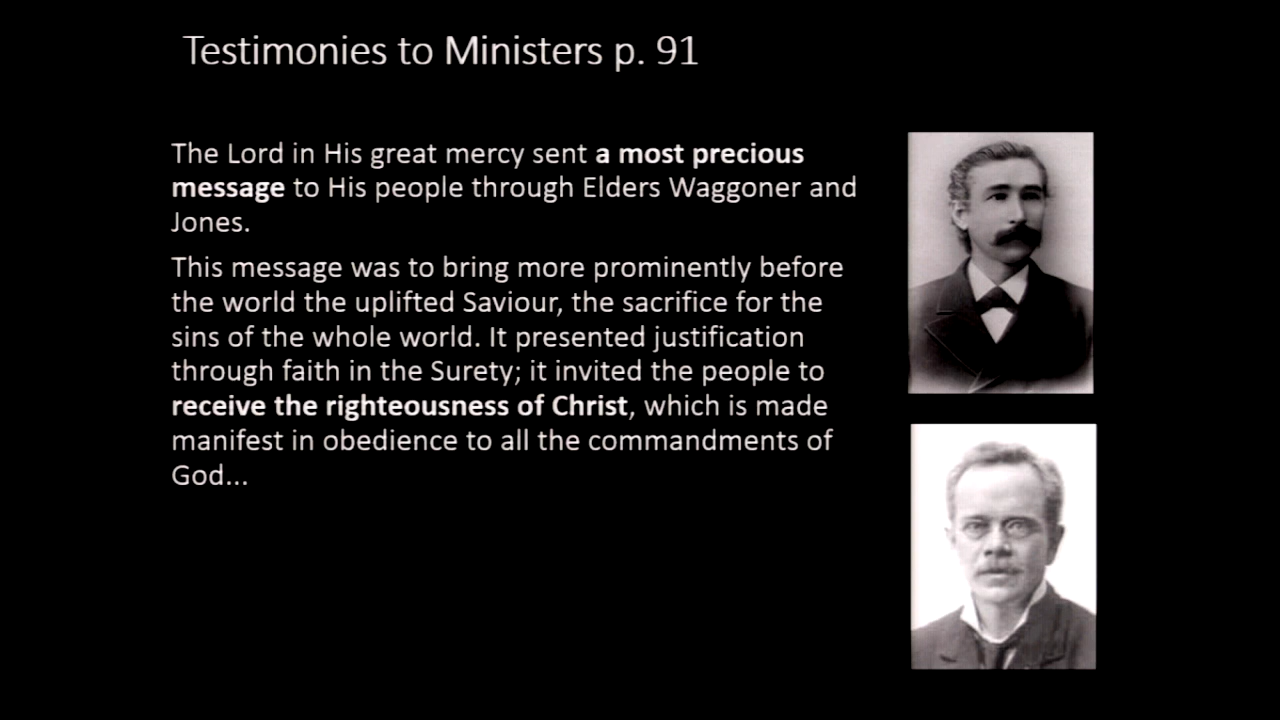 Testimonies to Ministers p. 91
The Lord in His great mercy sent a most precious
message to His people through Elders Waggoner and
Jones.
This message was to bring more prominently before
the world the uplifted Saviour, the sacrifice for the
sins of the whole world. It presented justification
through faith in the Surety; it invited the people to
receive the righteousness of Christ, which is made
manifest in obedience to all the commandments of
God...